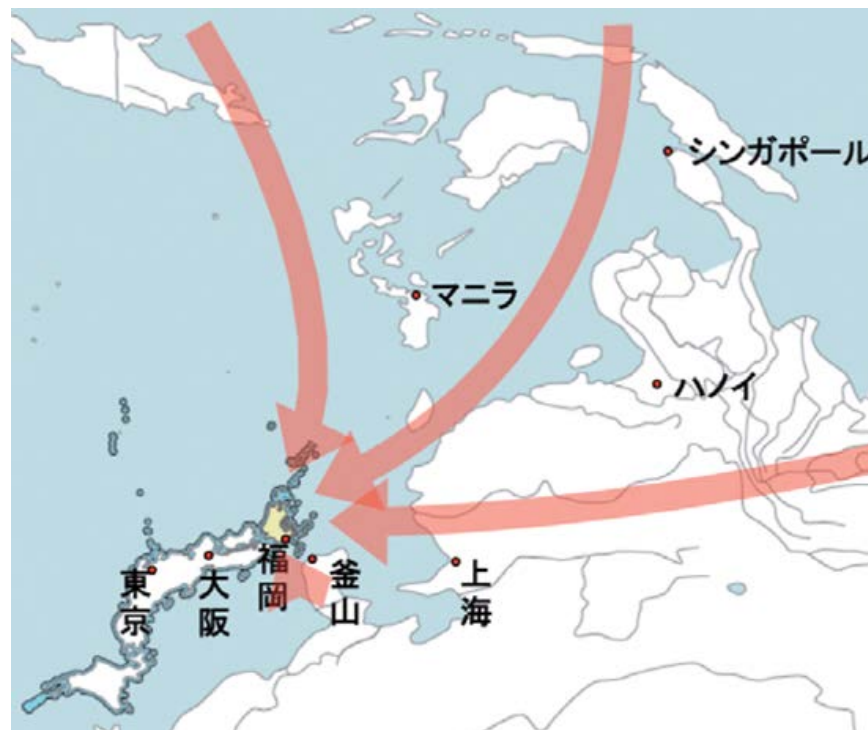 シンガポール
マニラ
ハノイ
東京
大阪
福岡
釜山
上海